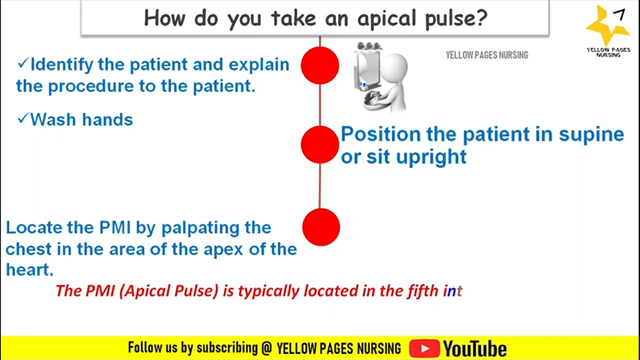 How do you take an apical pulse?
7
YELLOW PAGES
NURSING
YELLOW PAGES NURSING
✓Identify the patient and explain
the procedure to the patient.
✓Wash hands
Position the patient in supine
or sit upright
Locate the PMI by palpating the
chest in the area of the apex of the
heart.
The PMI (Apical Pulse) is typically located in the fifth int
Follow us by subscribing @ YELLOW PAGES NURSING YouTube